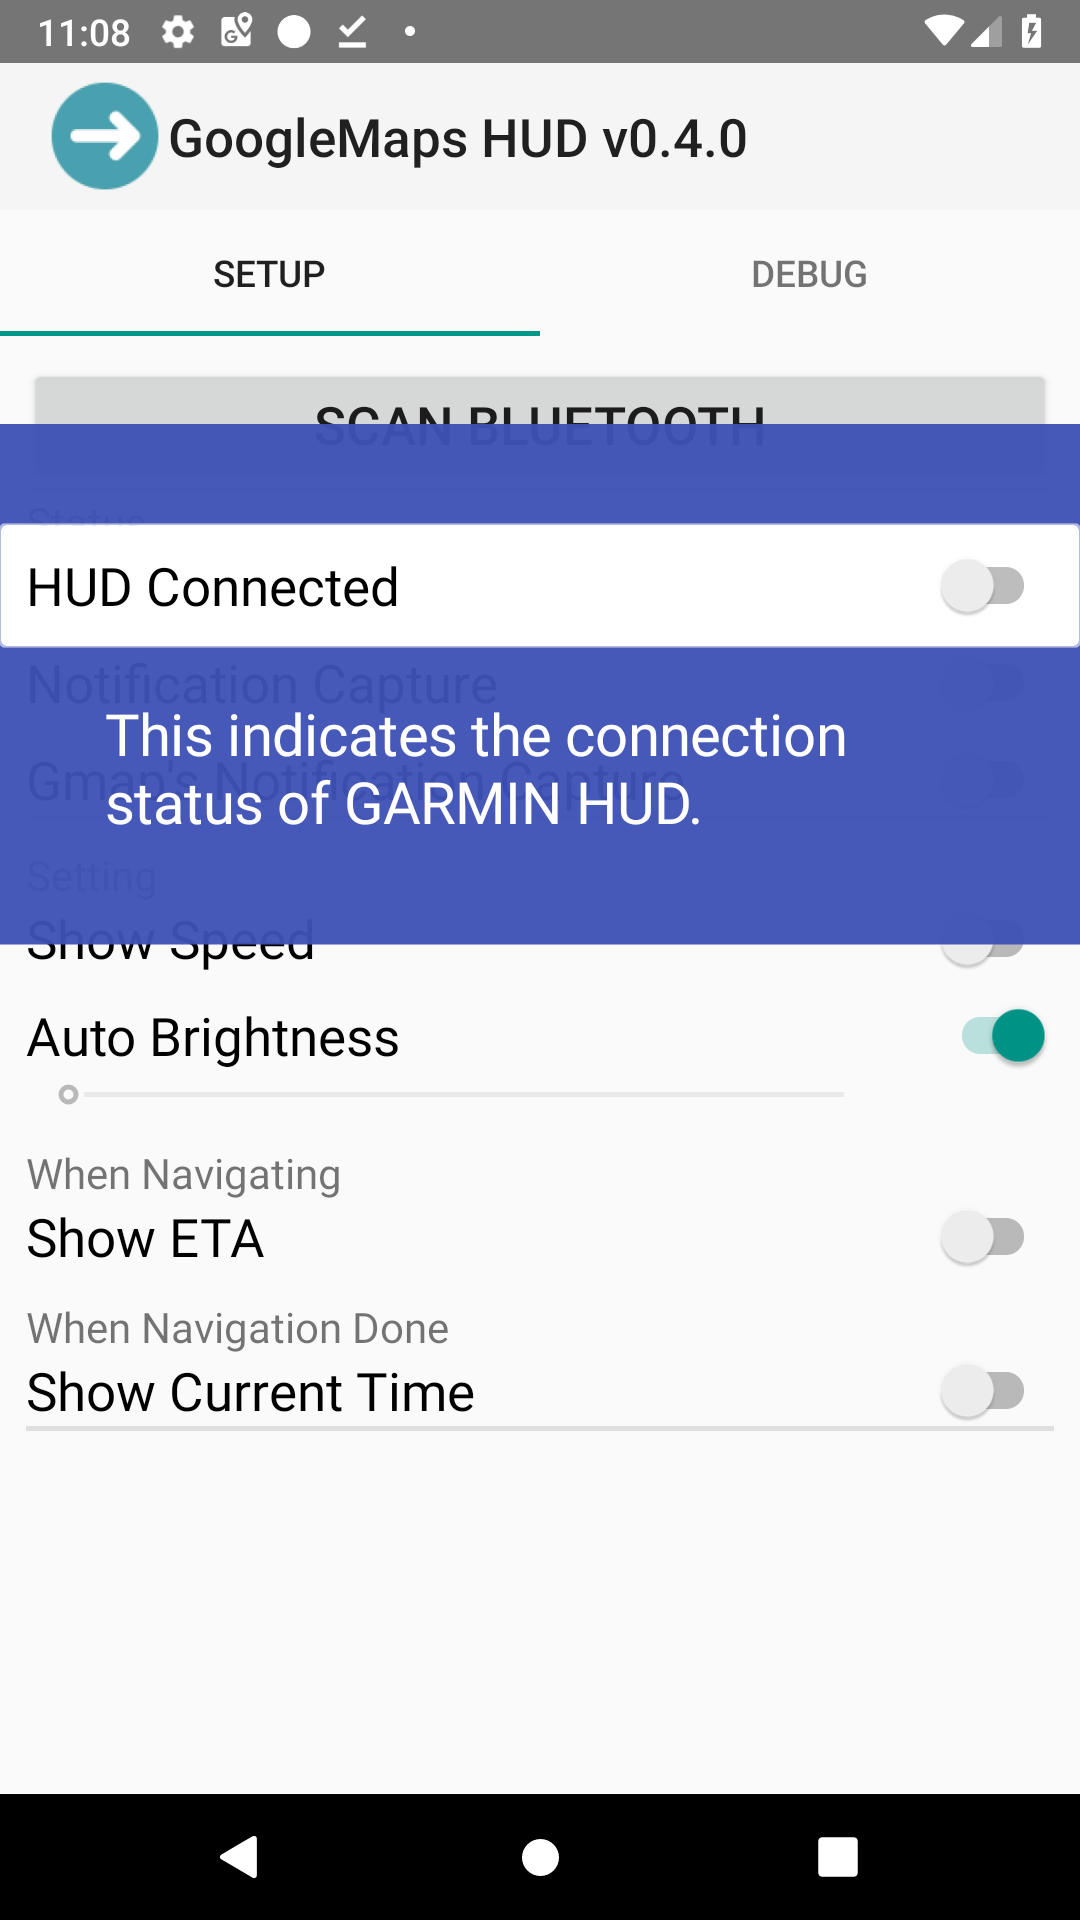 11:08
GoogleMaps HUD v0.4.0
SETUP
DEBUG
SCAN BLUETOOTH
Status
HUD Connected
Notification Capture
This indicates the connection
Gmap's Notification Capture
status of GARMIN HUD.
Setting
Show Speed
Auto Brightness
When Navigating
Show ETA
When Navigation Done
Show Current Time